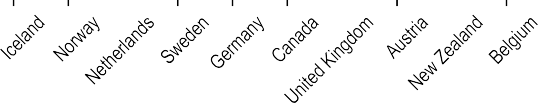 Iceland
Norway
Netherlands
Sweden
Germany
Canada
United Kingdom
Austria
New Zealand
Belgium